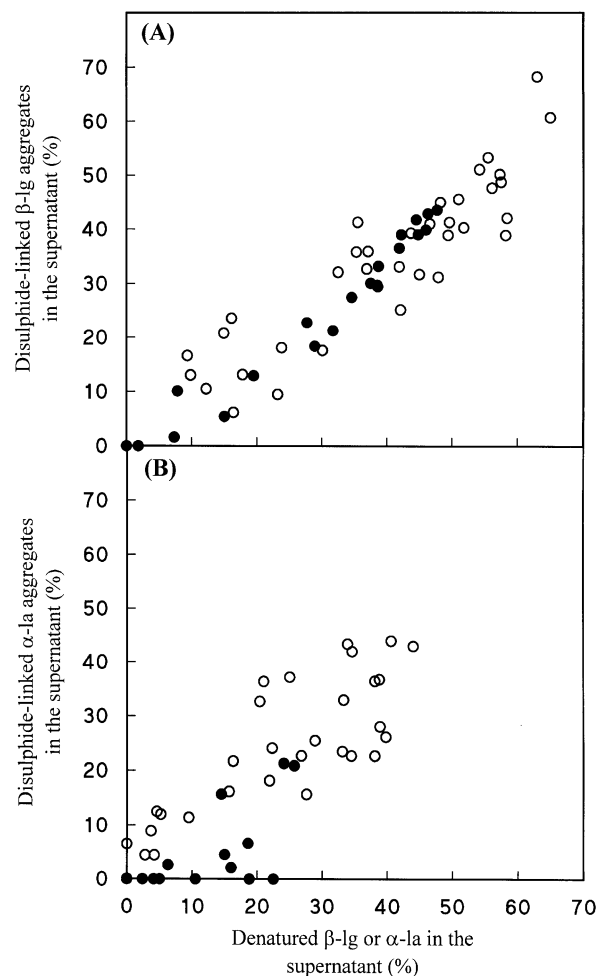 (A)
70
60
50
40
30
20
10
0
Disulphide-linked β-lg aggregates
in the supernatant (%)
(B)
70
60
50
40
30
20
10
0
Disulphide-linked α-la aggregates
in the supernatant (%)
0 10 20 30 40 50 60 70
Denatured β-lg or α-la in the
supernatant (%)